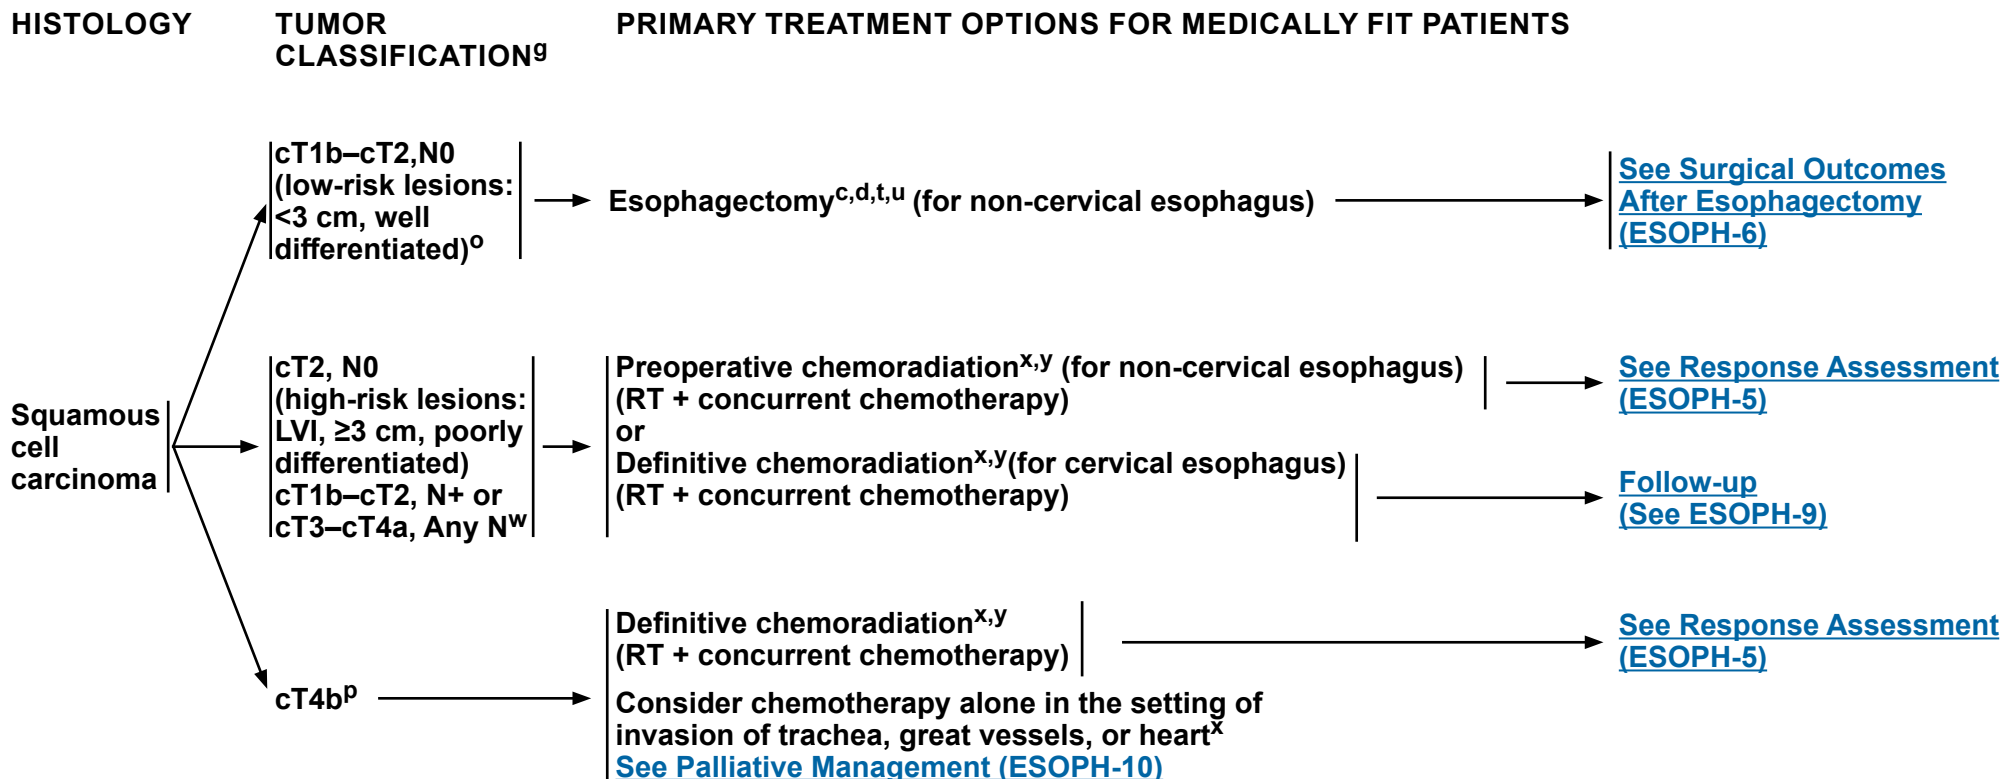 HISTOLOGY
TUMOR CLASSIFICATIONg
PRIMARY TREATMENT OPTIONS FOR MEDICALLY FIT PATIENTS
Squamous
cell
carcinoma
cT1b–cT2,N0
(low-risk lesions:
<3 cm, well
differentiated)o
Esophagectomyc,d,t,u (for non-cervical esophagus)
See Surgical Outcomes
After Esophagectomy
(ESOPH-6)
cT2, N0
(high-risk lesions:
LVI, ≥3 cm, poorly
differentiated)
cT1b–cT2, N+ or
cT3–cT4a, Any Nw
Preoperative chemoradiationx,y (for non-cervical esophagus)
(RT + concurrent chemotherapy)
or
Definitive chemoradiationx,y(for cervical esophagus)
(RT + concurrent chemotherapy)
See Response Assessment
(ESOPH-5)
Follow-up
(See ESOPH-9)
cT4bp
Definitive chemoradiationx,y
(RT + concurrent chemotherapy)
See Response Assessment
(ESOPH-5)
Consider chemotherapy alone in the setting of
invasion of trachea, great vessels, or heartx
See Palliative Management (ESOPH-10)